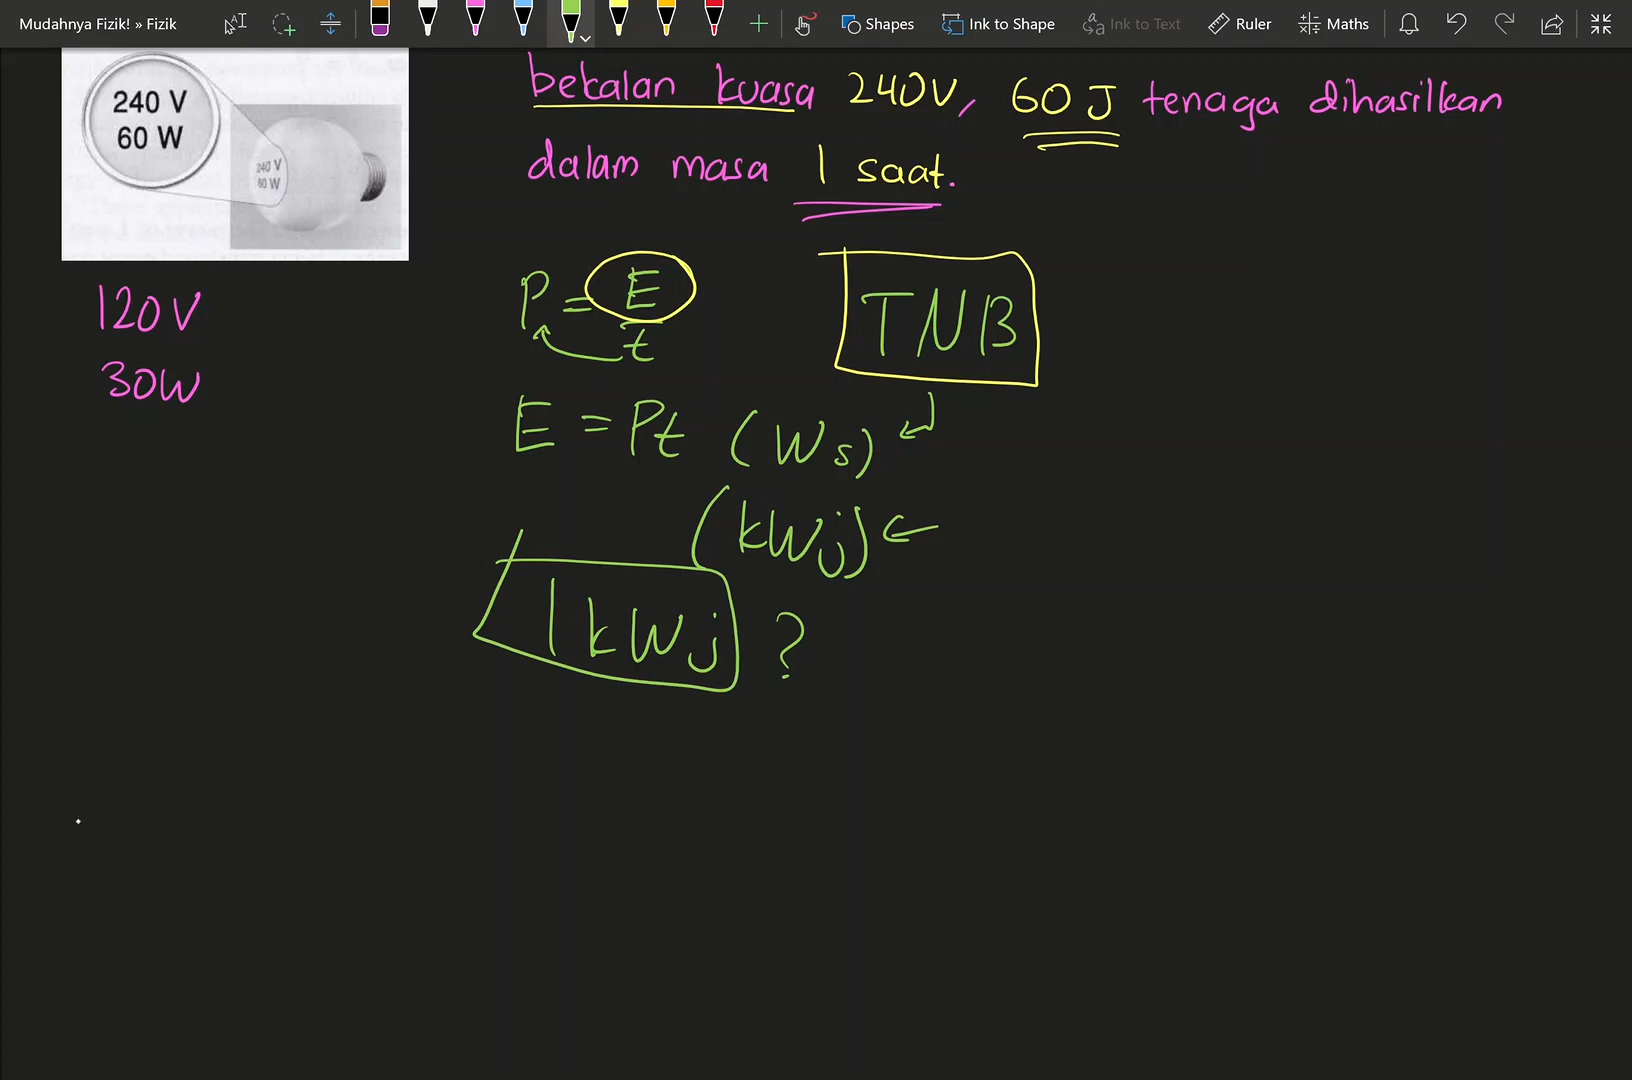 Mudahnya Fizik! » Fizik
Shapes
Ink to Shape
Ink to Text
Ruler
Maths
240 V
60 W
240 V
60 W
bekalan kuasa 240V, 60 J tenaga dihasilkan
dalam masa 1 saat.
120V
30W
P = E/t
TNB
E = Pt (Ws)
(kWj)
1 kWj ?